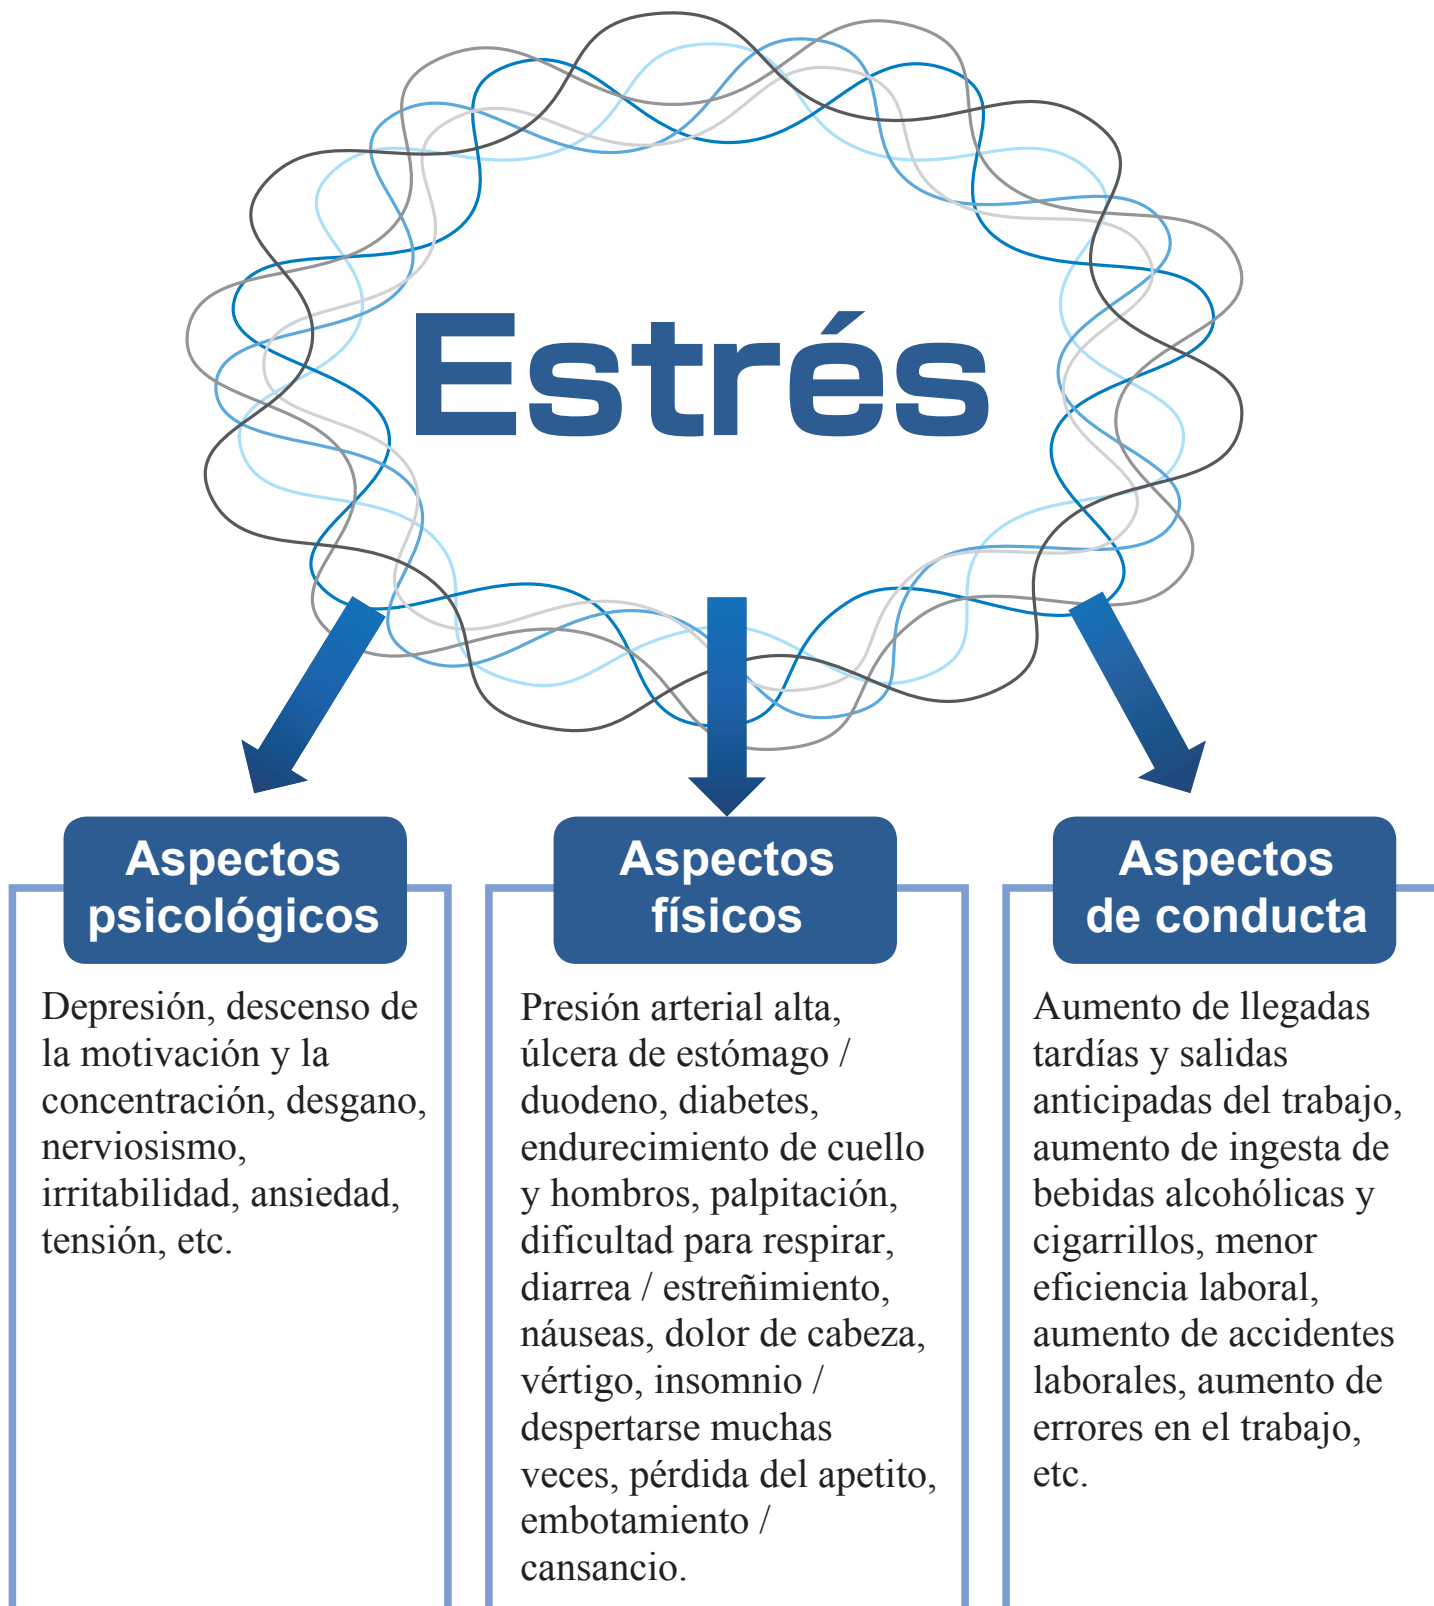 Estrés
Aspectos
psicológicos
Depresión, descenso de
la motivación y la
concentración, desgano,
nerviosismo,
irritabilidad, ansiedad,
tensión, etc.
Aspectos
físicos
Presión arterial alta,
úlcera de estómago /
duodeno, diabetes,
endurecimiento de cuello
y hombros, palpitación,
dificultad para respirar,
diarrea / estreñimiento,
náuseas, dolor de cabeza,
vértigo, insomnio /
despertarse muchas
veces, pérdida del apetito,
embotamiento /
cansancio.
Aspectos
de conducta
Aumento de llegadas
tardías y salidas
anticipadas del trabajo,
aumento de ingesta de
bebidas alcohólicas y
cigarrillos, menor
eficiencia laboral,
aumento de accidentes
laborales, aumento de
errores en el trabajo,
etc.